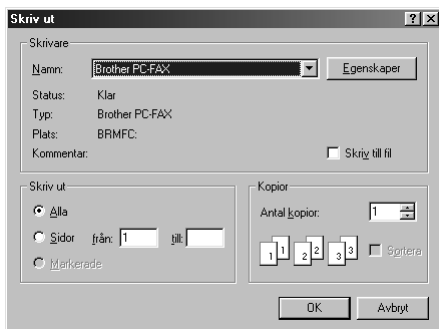 Skriv ut
Skrivare
Namn: Brother PC-FAX Egenskaper
Status: Klar
Typ: Brother PC-FAX
Plats: BRMFC:
Kommentar: Skriv till fil
Skriv ut
Alla
Sidor från: 1 till:
Markerade
Kopior
Antal kopior: 1
1 1 2 2 3 3 Sortera
OK Avbryt